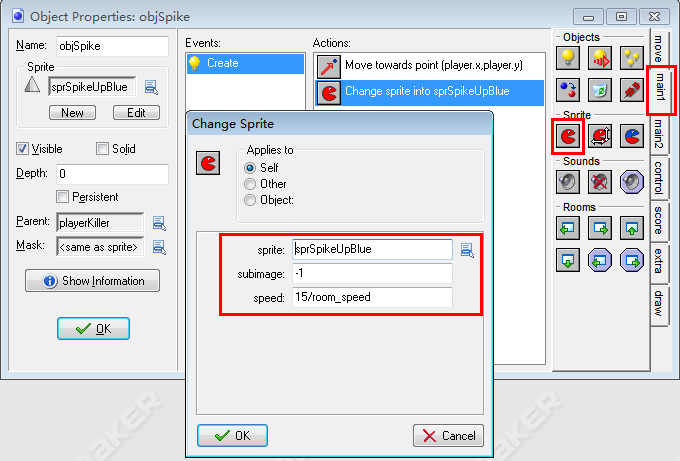 Object Properties: objSpike
Name: objSpike
Sprite
sprSpikeUpBlue
New Edit
Visible Solid
Depth: 0
Persistent
Parent: playerKiller
Mask: <same as sprite>
Show Information
OK
Events:
Create
Actions:
Move towards point (player.x,player.y)
Change sprite into sprSpikeUpBlue
Change Sprite
Applies to
Self
Other
Object:
sprite: sprSpikeUpBlue
subimage: -1
speed: 15/room_speed
OK Cancel
Objects
Sprite
Sounds
Rooms
move
main1
main2
control
score
extra
draw